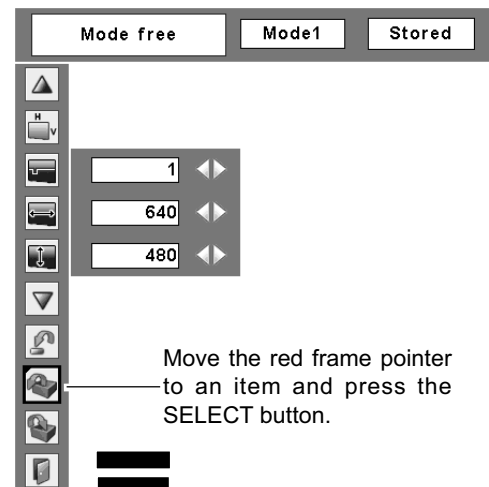 Mode free Mode1 Stored
H
V
1
640
480
Move the red frame pointer
to an item and press the
SELECT button.